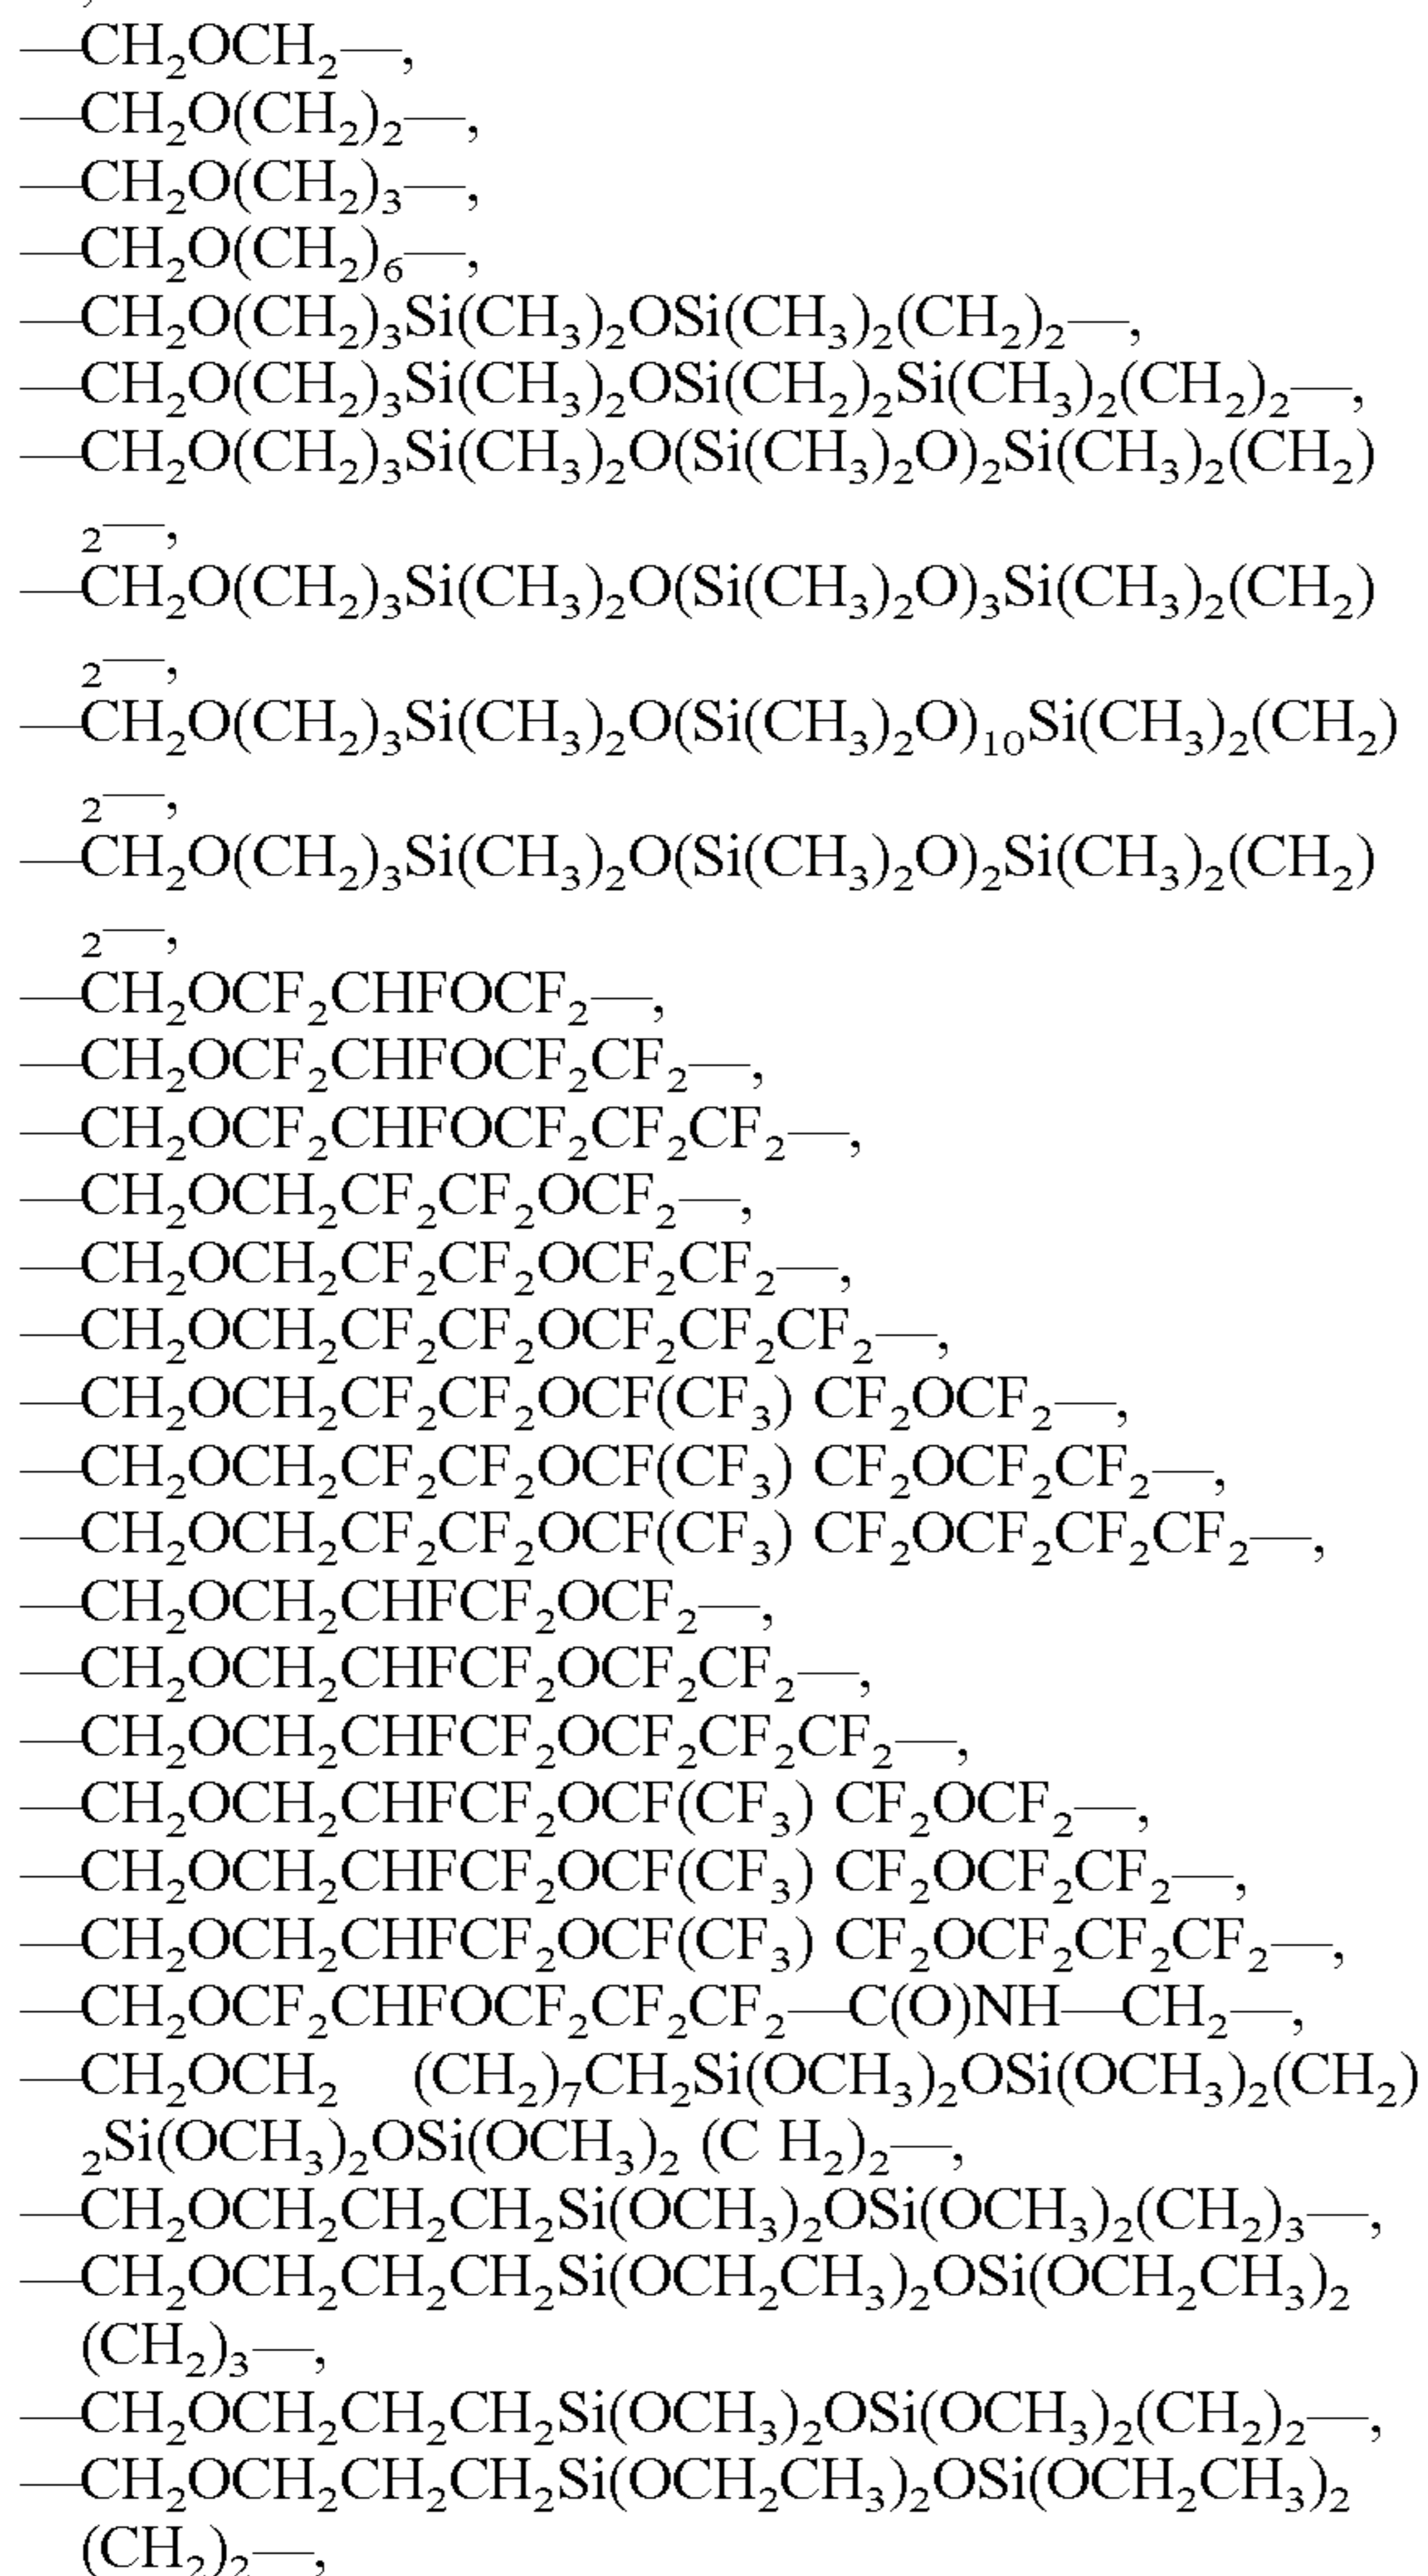 —CH₂OCH₂—,
—CH₂O(CH₂)₂—,
—CH₂O(CH₂)₃—,
—CH₂O(CH₂)₆—,
—CH₂O(CH₂)₃Si(CH₃)₂OSi(CH₃)₂(CH₂)₂—,
—CH₂O(CH₂)₃Si(CH₃)₂OSi(CH₂)₂Si(CH₃)₂(CH₂)₂—,
—CH₂O(CH₂)₃Si(CH₃)₂O(Si(CH₃)₂O)₂Si(CH₃)₂(CH₂)
₂—,
—CH₂O(CH₂)₃Si(CH₃)₂O(Si(CH₃)₂O)₃Si(CH₃)₂(CH₂)
₂—,
—CH₂O(CH₂)₃Si(CH₃)₂O(Si(CH₃)₂O)₁₀Si(CH₃)₂(CH₂)
₂—,
—CH₂O(CH₂)₃Si(CH₃)₂O(Si(CH₃)₂O)₂Si(CH₃)₂(CH₂)
₂—,
—CH₂OCF₂CHFOCF₂—,
—CH₂OCF₂CHFOCF₂CF₂—,
—CH₂OCF₂CHFOCF₂CF₂CF₂—,
—CH₂OCH₂CF₂CF₂OCF₂—,
—CH₂OCH₂CF₂CF₂OCF₂CF₂—,
—CH₂OCH₂CF₂CF₂OCF₂CF₂CF₂—,
—CH₂OCH₂CF₂CF₂OCF(CF₃) CF₂OCF₂—,
—CH₂OCH₂CF₂CF₂OCF(CF₃) CF₂OCF₂CF₂—,
—CH₂OCH₂CF₂CF₂OCF(CF₃) CF₂OCF₂CF₂CF₂—,
—CH₂OCH₂CHFCF₂OCF₂—,
—CH₂OCH₂CHFCF₂OCF₂CF₂—,
—CH₂OCH₂CHFCF₂OCF₂CF₂CF₂—,
—CH₂OCH₂CHFCF₂OCF(CF₃) CF₂OCF₂—,
—CH₂OCH₂CHFCF₂OCF(CF₃) CF₂OCF₂CF₂—,
—CH₂OCH₂CHFCF₂OCF(CF₃) CF₂OCF₂CF₂CF₂—,
—CH₂OCF₂CHFOCF₂CF₂CF₂—C(O)NH—CH₂—,
—CH₂OCH₂ (CH₂)₇CH₂Si(OCH₃)₂OSi(OCH₃)₂(CH₂)
₂Si(OCH₃)₂OSi(OCH₃)₂ (C H₂)₂—,
—CH₂OCH₂CH₂CH₂Si(OCH₃)₂OSi(OCH₃)₂(CH₂)₃—,
—CH₂OCH₂CH₂CH₂Si(OCH₂CH₃)₂OSi(OCH₂CH₃)₂
(CH₂)₃—,
—CH₂OCH₂CH₂CH₂Si(OCH₃)₂OSi(OCH₃)₂(CH₂)₂—,
—CH₂OCH₂CH₂CH₂Si(OCH₂CH₃)₂OSi(OCH₂CH₃)₂
(CH₂)₂—,